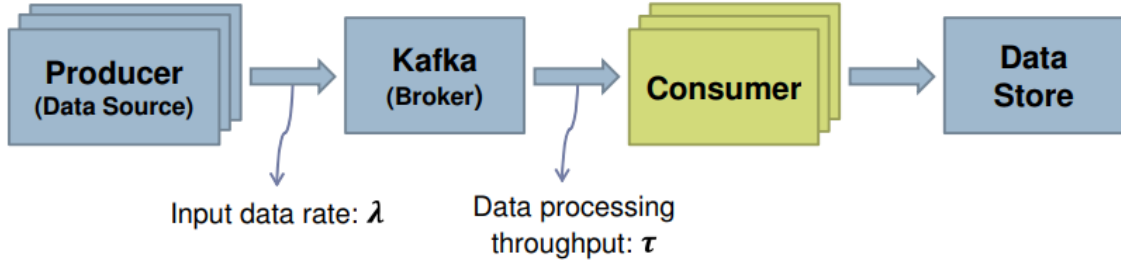 Producer
(Data Source)
Kafka
(Broker)
Consumer
Data
Store
Input data rate: λ
Data processing
throughput: τ